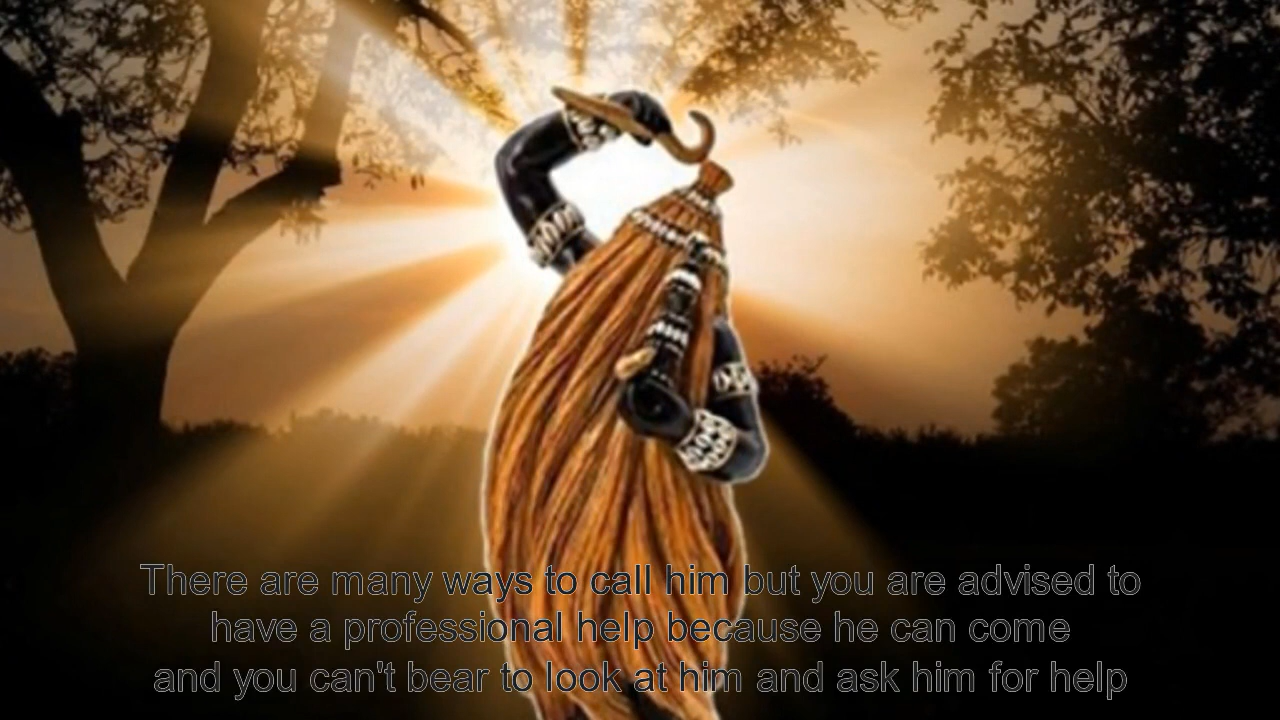 There are many ways to call him but you are advised to
have a professional help because he can come
and you can't bear to look at him and ask him for help